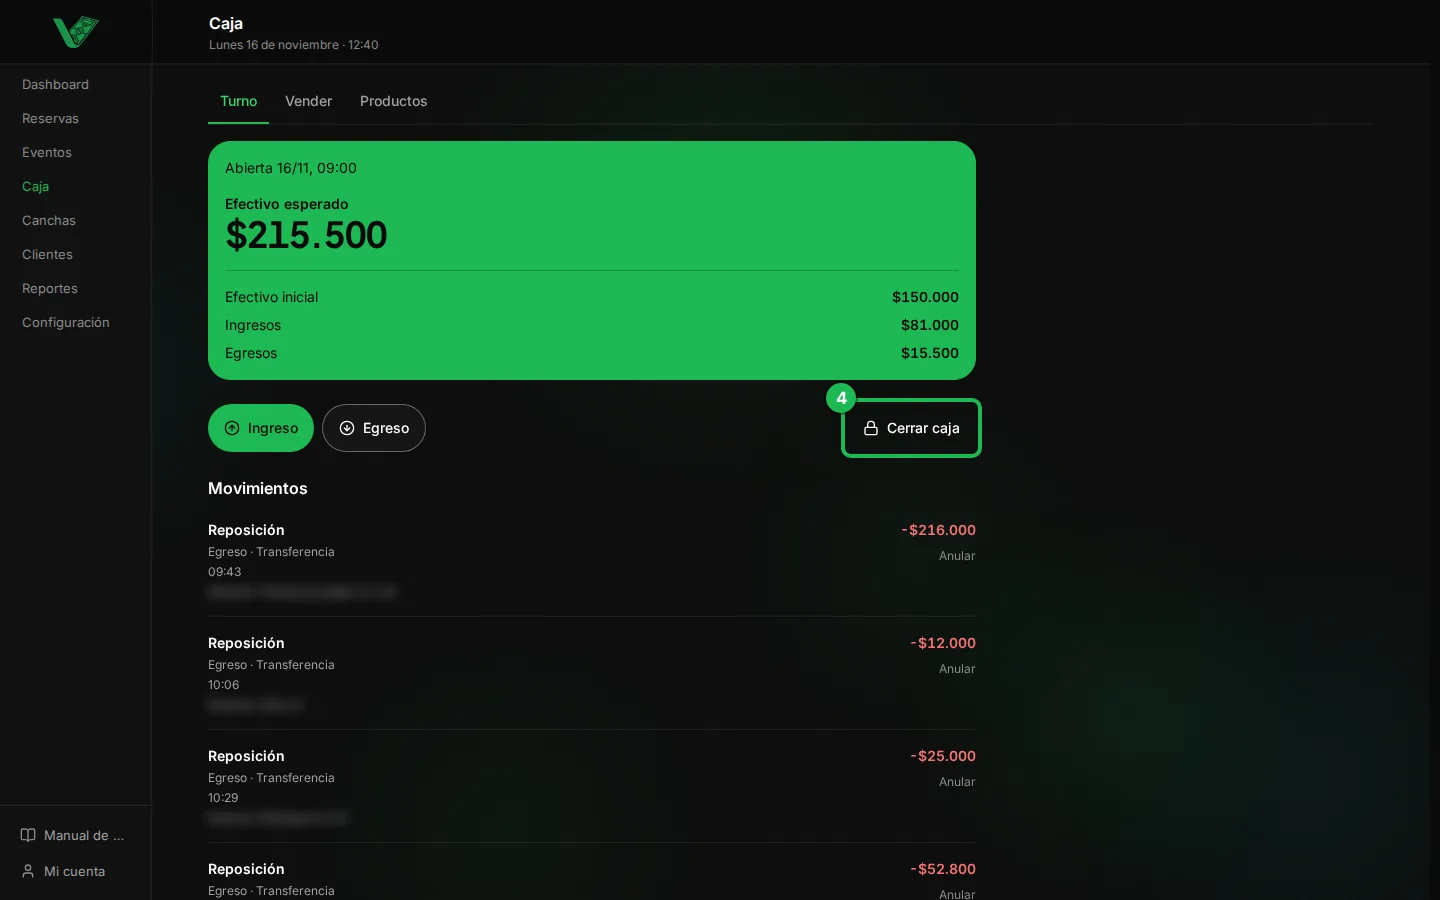 Caja
Lunes 16 de noviembre · 12:40
Dashboard
Reservas
Eventos
Caja
Canchas
Clientes
Reportes
Configuración
Manual de ...
Mi cuenta
Turno Vender Productos
Abierta 16/11, 09:00
Efectivo esperado
$215.500
Efectivo inicial $150.000
Ingresos $81.000
Egresos $15.500
4
Ingreso Egreso Cerrar caja
Movimientos
Reposición -$216.000
Egreso · Transferencia Anular
09:43
Reposición -$12.000
Egreso · Transferencia Anular
10:06
Reposición -$25.000
Egreso · Transferencia Anular
10:29
Reposición -$52.800
Egreso · Transferencia Anular